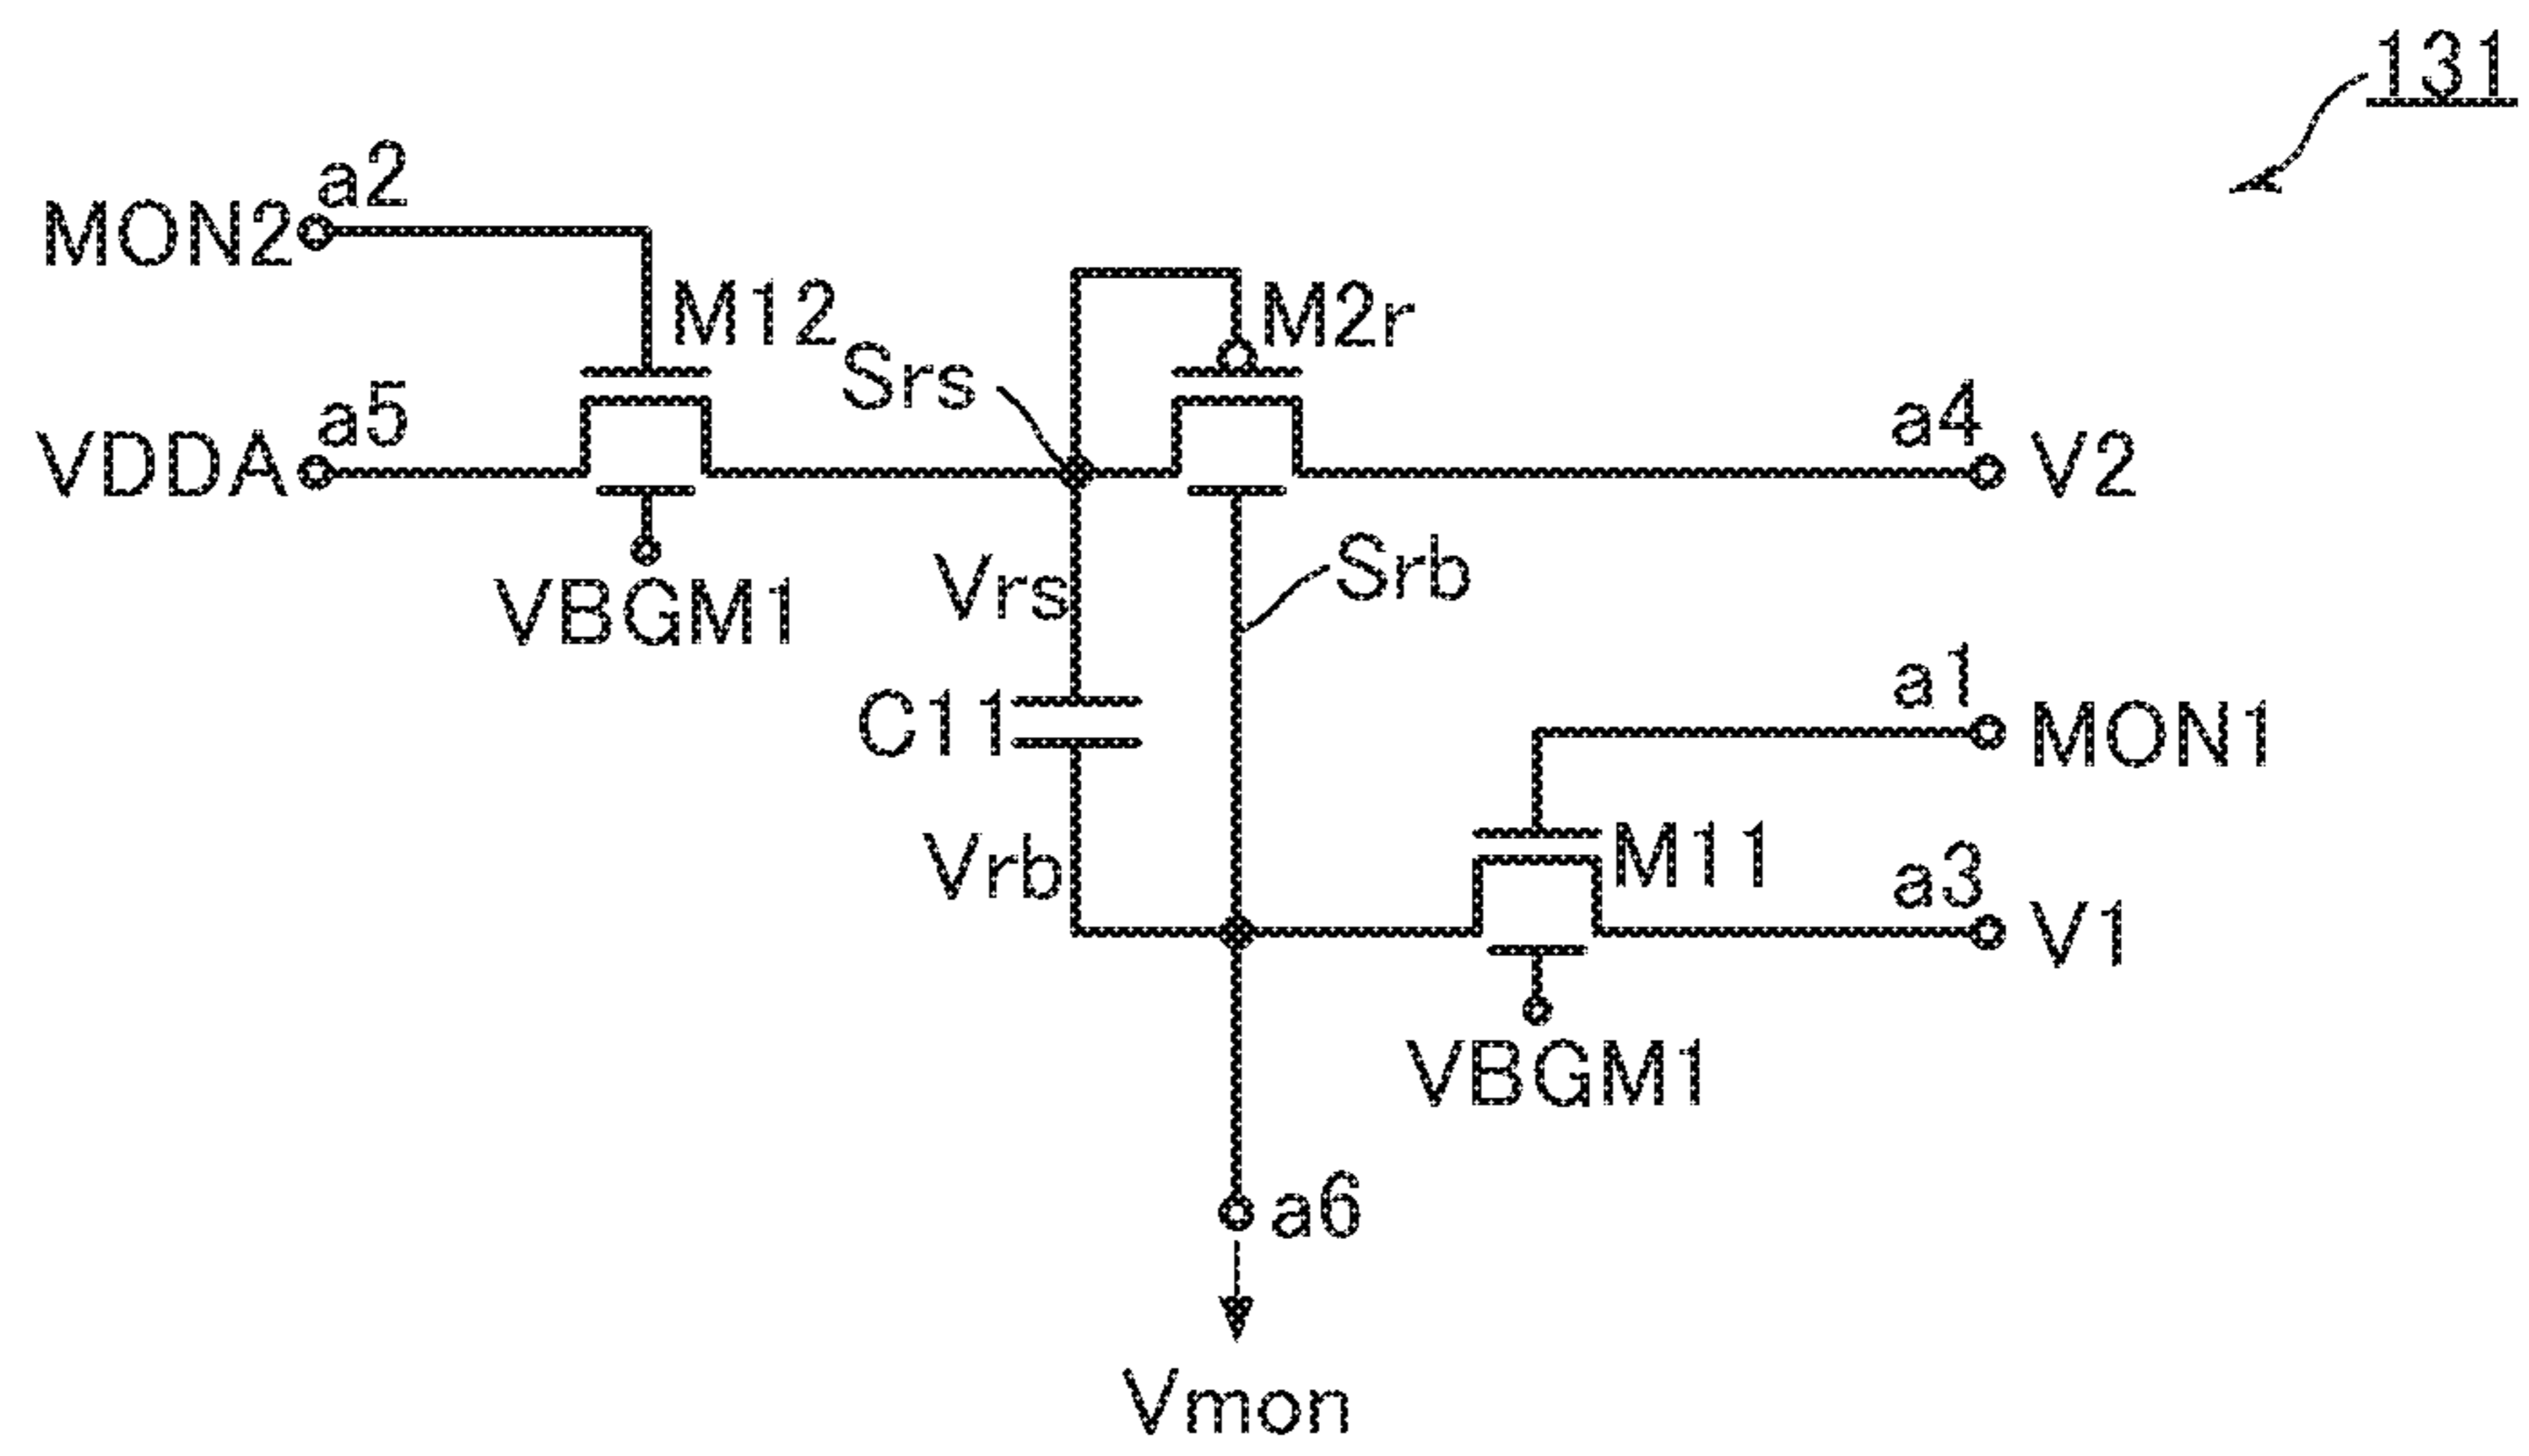 131
a2
MON2
M12
M2r
Srs
a5
a4
VDDA
V2
Vrs
Srb
VBGM1
a1
C11
MON1
M11
Vrb
a3
V1
VBGM1
a6
Vmon